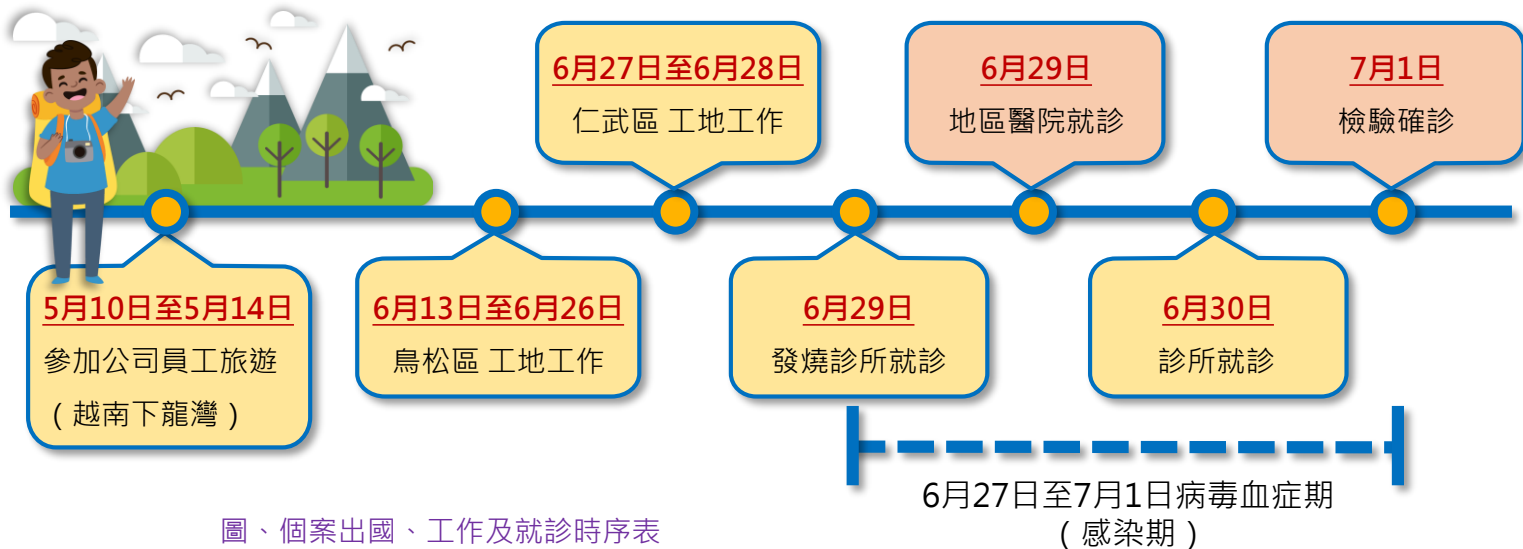 6月27日至6月28日
仁武區 工地工作
6月29日
地區醫院就診
7月1日
檢驗確診
5月10日至5月14日
參加公司員工旅遊
（越南下龍灣）
6月13日至6月26日
鳥松區 工地工作
6月29日
發燒診所就診
6月30日
診所就診
6月27日至7月1日病毒血症期
（感染期）
圖、個案出國、工作及就診時序表